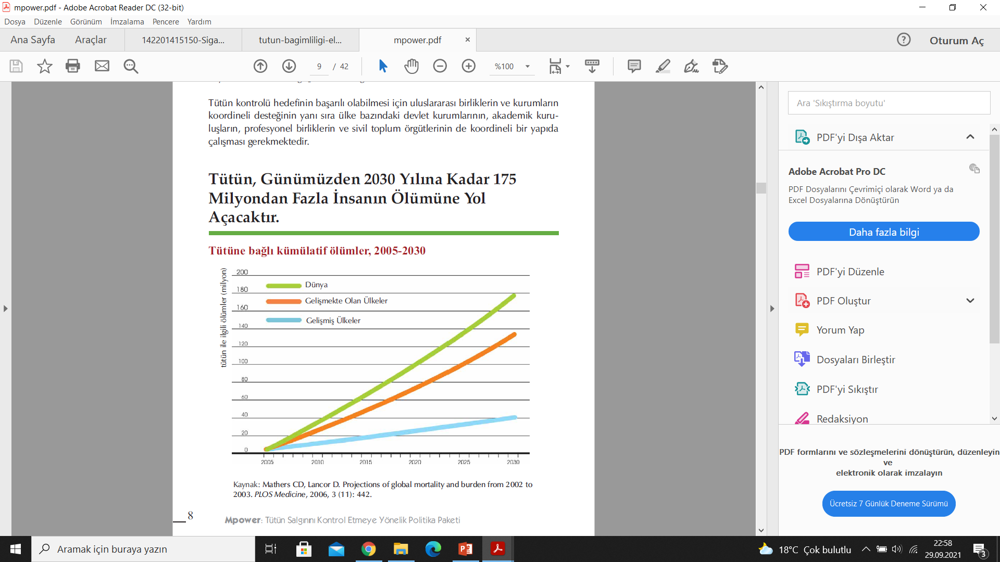 mpower.pdf - Adobe Acrobat Reader DC (32-bit)
Dosya Düzenle Görünüm İmzalama Pencere Yardım
Ana Sayfa Araçlar 142201415150-Siga... tutun-bagimliligi-el... mpower.pdf × ? Oturum Aç
9 / 42 %100
Tütün kontrolü hedefinin başarılı olabilmesi için uluslararası birliklerin ve kurumların
koordineli desteğinin yanı sıra ülke bazındaki devlet kurumlarının, akademik kuru-
luşların, profesyonel birliklerin ve sivil toplum örgütlerinin de koordineli bir yapıda
çalışması gerekmektedir.
Tütün, Günümüzden 2030 Yılına Kadar 175
Milyondan Fazla İnsanın Ölümüne Yol
Açacaktır.
Tütüne bağlı kümülatif ölümler, 2005-2030
tütün ile ilgili ölümler (milyon)
200
180
160
140
120
100
80
60
40
20
0
Dünya
Gelişmekte Olan Ülkeler
Gelişmiş Ülkeler
2005 2010 2015 2020 2025 2030
Kaynak: Mathers CD, Lancor D. Projections of global mortality and burden from 2002 to
2003. PLOS Medicine, 2006, 3 (11): 442.
8
Mpower: Tütün Salgınını Kontrol Etmeye Yönelik Politika Paketi
Ara 'Sıkıştırma boyutu'
PDF'yi Dışa Aktar
Adobe Acrobat Pro DC
PDF Dosyalarını Çevrimiçi olarak Word ya da
Excel Dosyalarına Dönüştürün
Daha fazla bilgi
PDF'yi Düzenle
PDF Oluştur
Yorum Yap
Dosyaları Birleştir
PDF'yi Sıkıştır
Redaksiyon
PDF formlarını ve sözleşmelerini dönüştürün, düzenleyin
ve
elektronik olarak imzalayın
Ücretsiz 7 Günlük Deneme Sürümü
Aramak için buraya yazın
18°C Çok bulutlu
22:58
29.09.2021
3